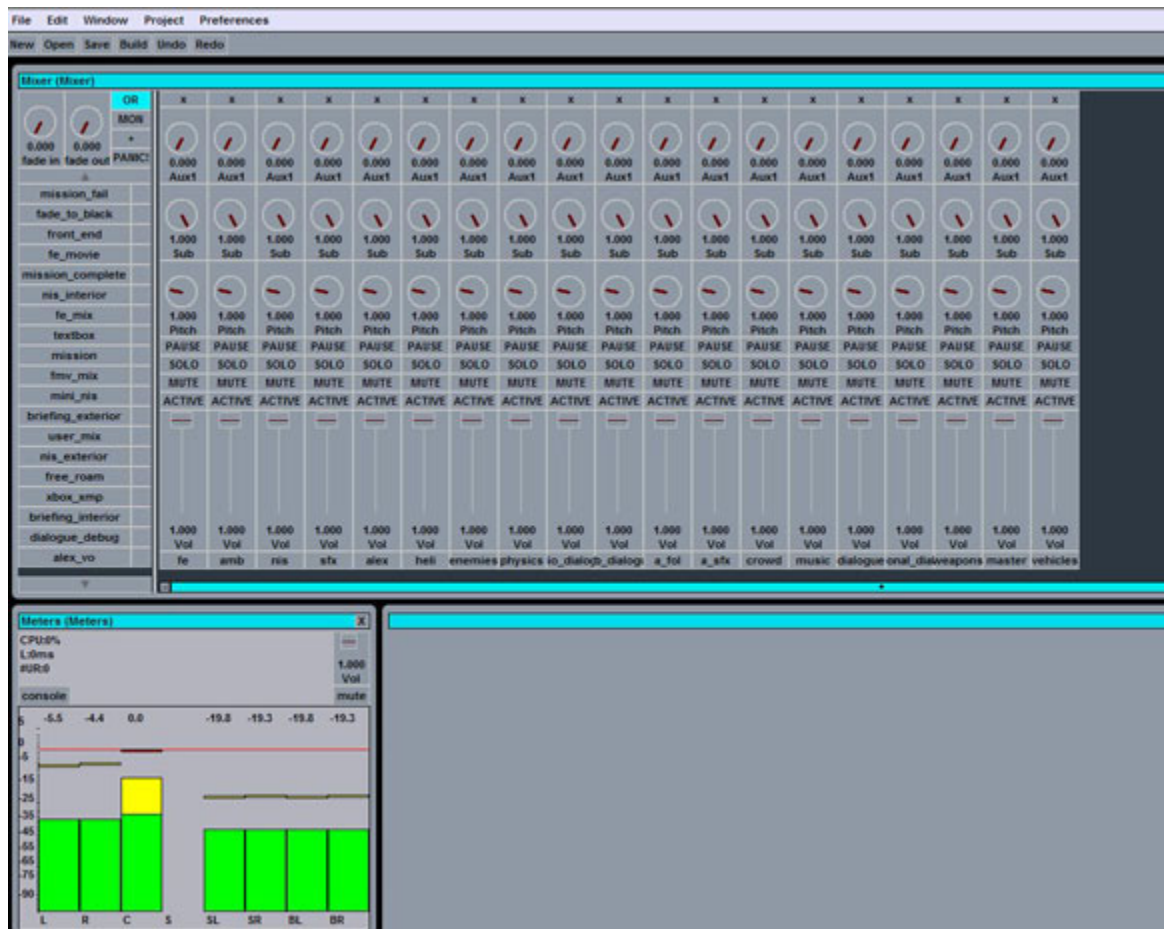 File Edit Window Project Preferences
New Open Save Build Undo Redo
Mixer (Mixer)
OR x x x x x x x x x x x x x x x x x x x
MON
+
PANIC!
0.000 0.000
fade in fade out
0.000 0.000 0.000 0.000 0.000 0.000 0.000 0.000 0.000 0.000 0.000 0.000 0.000 0.000 0.000 0.000 0.000 0.000 0.000
Aux1 Aux1 Aux1 Aux1 Aux1 Aux1 Aux1 Aux1 Aux1 Aux1 Aux1 Aux1 Aux1 Aux1 Aux1 Aux1 Aux1 Aux1 Aux1
mission_fail
fade_to_black
front_end
fe_movie
mission_complete
nis_interior
fe_mix
textbox
mission
fmv_mix
mini_nis
briefing_exterior
user_mix
nis_exterior
free_roam
xbox_xmp
briefing_interior
dialogue_debug
alex_vo
1.000 1.000 1.000 1.000 1.000 1.000 1.000 1.000 1.000 1.000 1.000 1.000 1.000 1.000 1.000 1.000 1.000 1.000 1.000
Sub Sub Sub Sub Sub Sub Sub Sub Sub Sub Sub Sub Sub Sub Sub Sub Sub Sub Sub
1.000 1.000 1.000 1.000 1.000 1.000 1.000 1.000 1.000 1.000 1.000 1.000 1.000 1.000 1.000 1.000 1.000 1.000 1.000
Pitch Pitch Pitch Pitch Pitch Pitch Pitch Pitch Pitch Pitch Pitch Pitch Pitch Pitch Pitch Pitch Pitch Pitch Pitch
PAUSE PAUSE PAUSE PAUSE PAUSE PAUSE PAUSE PAUSE PAUSE PAUSE PAUSE PAUSE PAUSE PAUSE PAUSE PAUSE PAUSE PAUSE PAUSE
SOLO SOLO SOLO SOLO SOLO SOLO SOLO SOLO SOLO SOLO SOLO SOLO SOLO SOLO SOLO SOLO SOLO SOLO SOLO
MUTE MUTE MUTE MUTE MUTE MUTE MUTE MUTE MUTE MUTE MUTE MUTE MUTE MUTE MUTE MUTE MUTE MUTE MUTE
ACTIVE ACTIVE ACTIVE ACTIVE ACTIVE ACTIVE ACTIVE ACTIVE ACTIVE ACTIVE ACTIVE ACTIVE ACTIVE ACTIVE ACTIVE ACTIVE ACTIVE ACTIVE ACTIVE
1.000 1.000 1.000 1.000 1.000 1.000 1.000 1.000 1.000 1.000 1.000 1.000 1.000 1.000 1.000 1.000 1.000 1.000 1.000
Vol Vol Vol Vol Vol Vol Vol Vol Vol Vol Vol Vol Vol Vol Vol Vol Vol Vol Vol
fe amb nis sfx alex heli enemies physics io_dialog b_dialog a_fol a_sfx crowd music dialogue onal_dia weapons master vehicles
Meters (Meters) X
CPU:0%
L:0ms
#UR:0
1.000
Vol
console mute
-5.5 -4.4 0.0 -19.8 -19.3 -19.8 -19.3
5
0
-5
-15
-25
-35
-45
-55
-65
-75
-90
L R C S SL SR BL BR